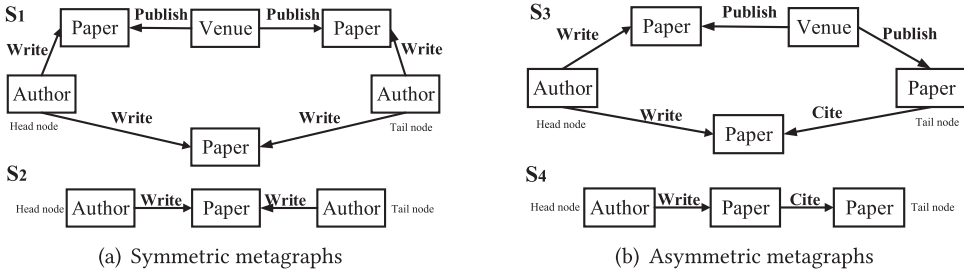 S1
Paper
Publish
Venue
Publish
Paper
Write
Write
Author
Head node
Author
Tail node
Write
Write
Paper
S2
Head node
Author
Write
Paper
Write
Author
Tail node
(a) Symmetric metagraphs
S3
Paper
Publish
Venue
Write
Publish
Author
Head node
Paper
Tail node
Write
Cite
Paper
S4
Head node
Author
Write
Paper
Cite
Paper
Tail node
(b) Asymmetric metagraphs